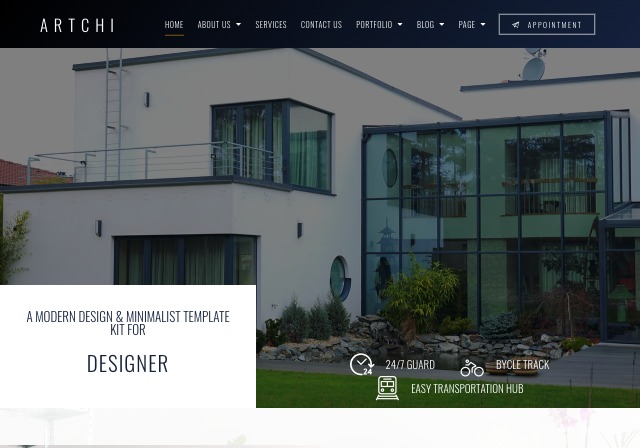 ARTCHI
HOME ABOUT US SERVICES CONTACT US PORTFOLIO BLOG PAGE APPOINTMENT
A MODERN DESIGN & MINIMALIST TEMPLATE
KIT FOR
DESIGNER
24 24/7 GUARD BYCLE TRACK
EASY TRANSPORTATION HUB